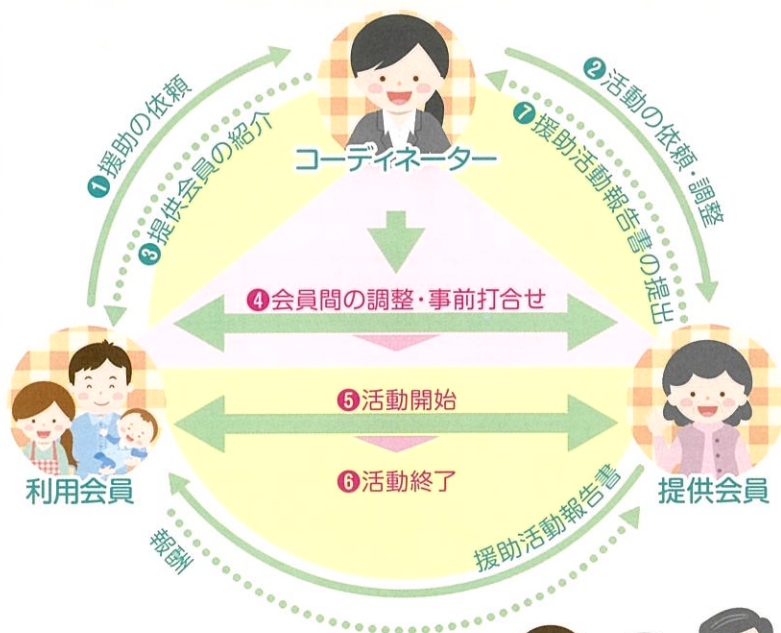 ❶援助の依頼
❸提供会員の紹介
コーディネーター
❷活動の依頼・調整
❼援助活動報告書の提出
❹会員間の調整・事前打合せ
❺活動開始
❻活動終了
利用会員
提供会員
報酬
援助活動報告書